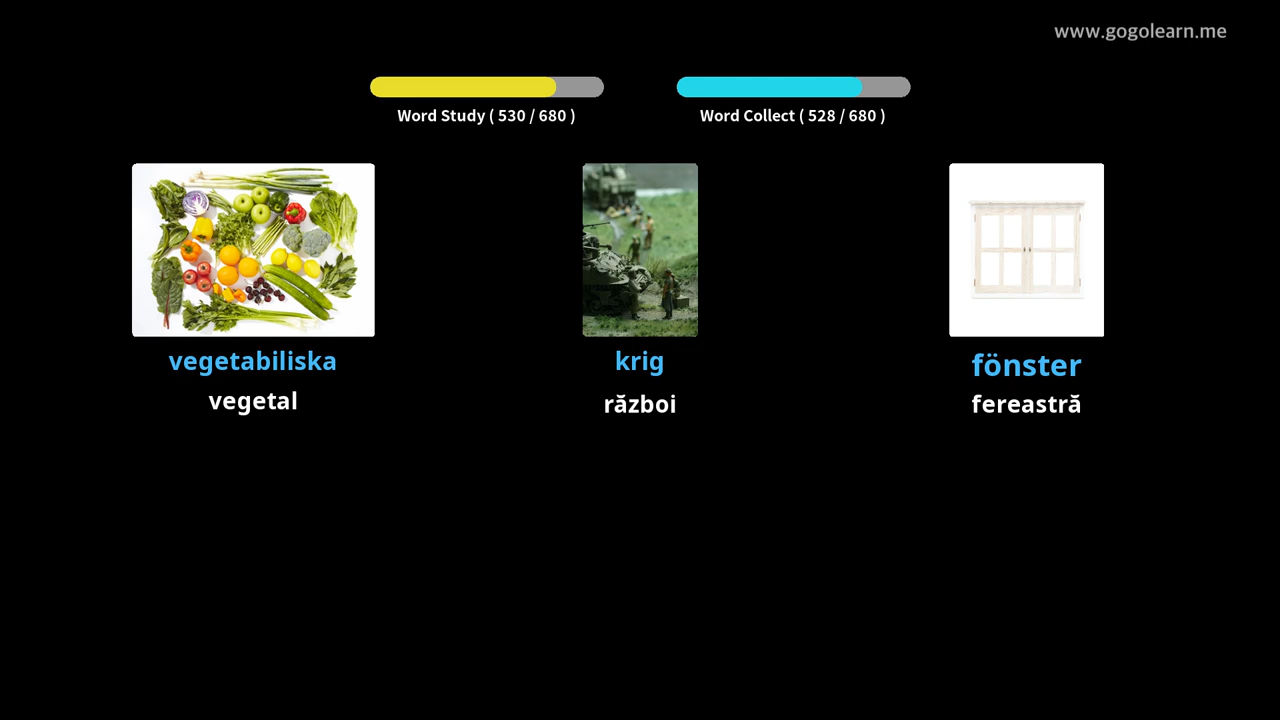 www.gogolearn.me
Word Study ( 530 / 680 )
Word Collect ( 528 / 680 )
vegetabiliska
vegetal
krig
război
fönster
fereastră